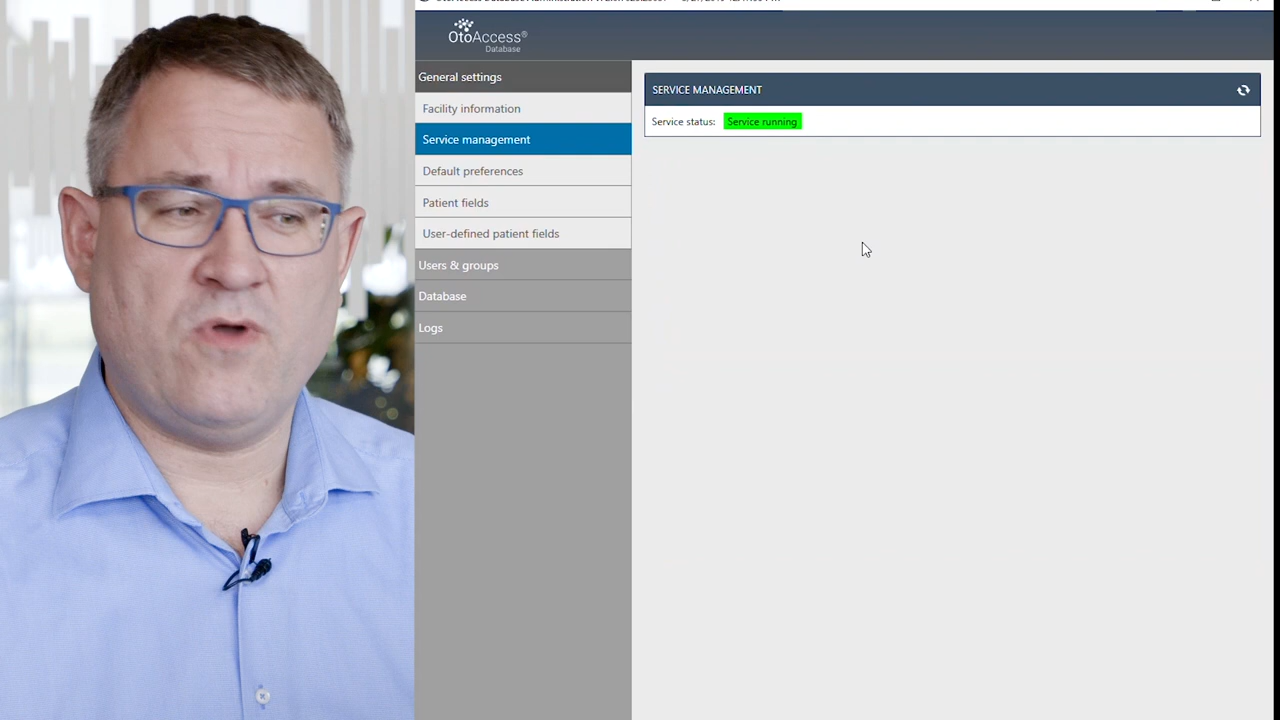 OtoAccess®
Database
General settings
Facility information
Service management
Default preferences
Patient fields
User-defined patient fields
Users & groups
Database
Logs
SERVICE MANAGEMENT
Service status: Service running